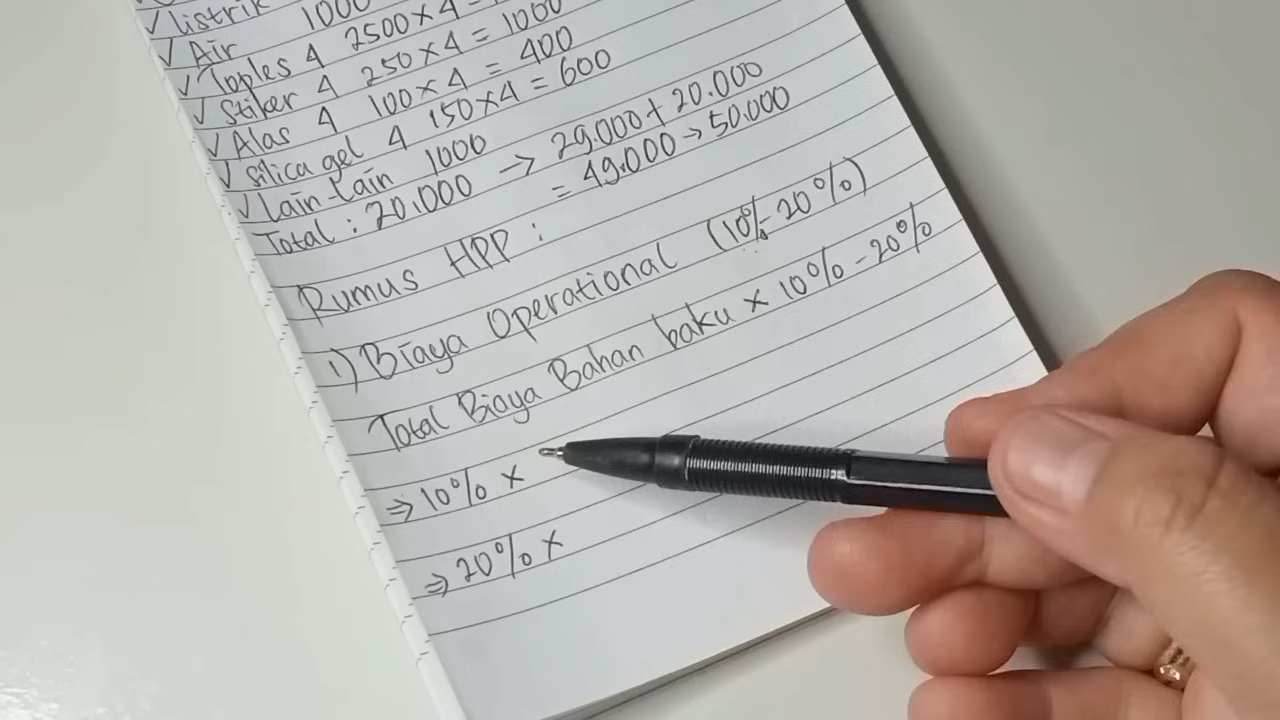 ✓ listrik 1000
✓ Air
✓ Toples 4 2500 x 4 =
✓ Stiker 4 250 x 4 = 1000
✓ Alas 4 100 x 4 = 400
✓ Silica gel 4 150 x 4 = 600
✓ Lain-Lain 1000
Total : 20.000 → 29.000 + 20.000
= 49.000 → 50.000
Rumus HPP :
1) Biaya Operational (10% - 20%)
Total Biaya Bahan baku x 10% - 20%
⇒ 10% x
⇒ 20% x